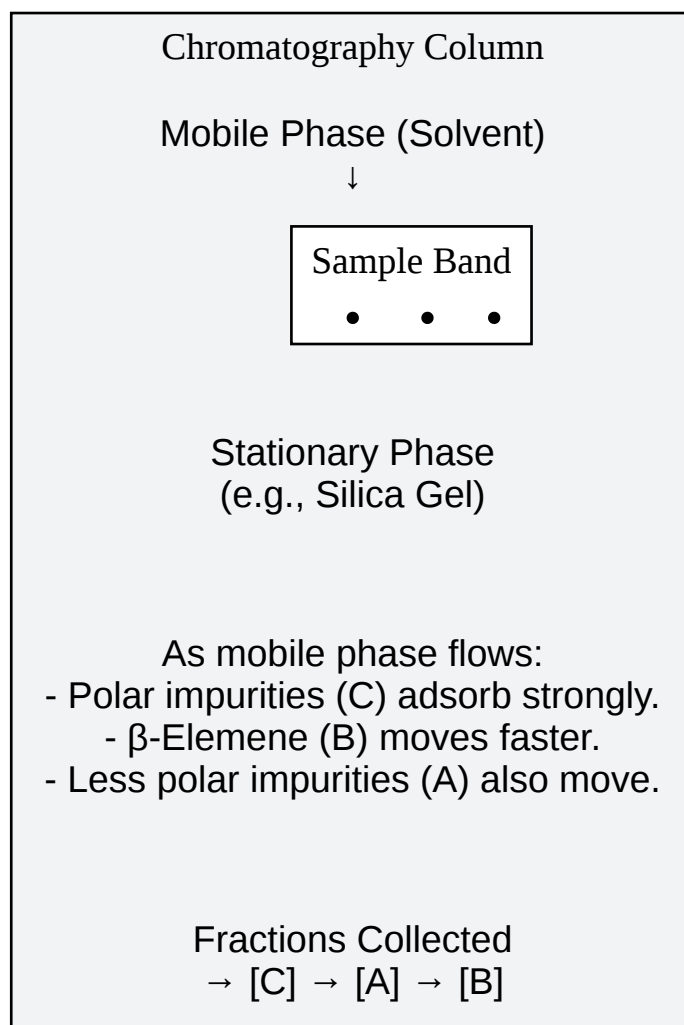 Chromatography Column
Mobile Phase (Solvent)
↓
Sample Band
Stationary Phase
(e.g., Silica Gel)
As mobile phase flows:
- Polar impurities (C) adsorb strongly.
- β-Elemene (B) moves faster.
- Less polar impurities (A) also move.
Fractions Collected
→ [C] → [A] → [B]